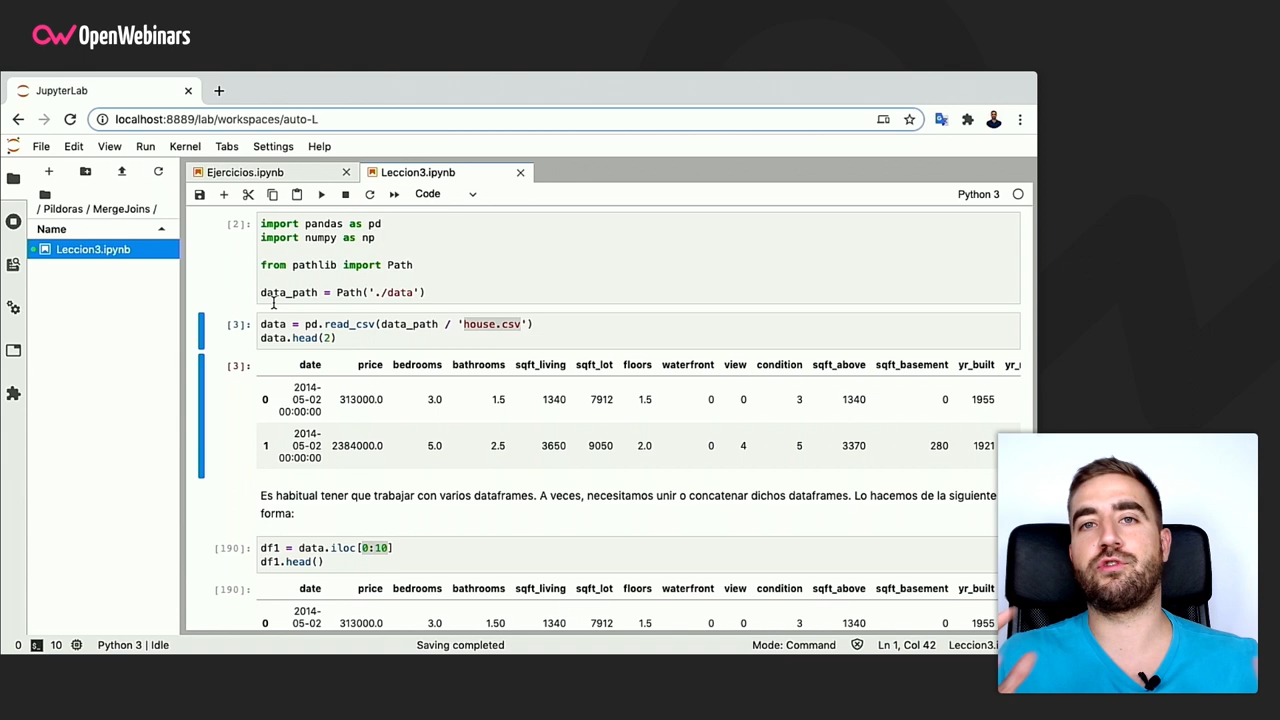 OpenWebinars
JupyterLab
localhost:8889/lab/workspaces/auto-L
File Edit View Run Kernel Tabs Settings Help
Ejercicios.ipynb Leccion3.ipynb
Code Python 3
/ Pildoras / MergeJoins /
Name
Leccion3.ipynb
[2]: import pandas as pd
import numpy as np
from pathlib import Path
data_path = Path('./data')
[3]: data = pd.read_csv(data_path / 'house.csv')
data.head(2)
[3]: date price bedrooms bathrooms sqft_living sqft_lot floors waterfront view condition sqft_above sqft_basement yr_built yr_
0 2014-05-02 00:00:00 313000.0 3.0 1.5 1340 7912 1.5 0 0 3 1340 0 1955
1 2014-05-02 00:00:00 2384000.0 5.0 2.5 3650 9050 2.0 0 4 5 3370 280 1921
Es habitual tener que trabajar con varios dataframes. A veces, necesitamos unir o concatenar dichos dataframes. Lo hacemos de la siguiente
forma:
[190]: df1 = data.iloc[0:10]
df1.head()
[190]: date price bedrooms bathrooms sqft_living sqft_lot floors waterfront view condition sqft_above sqft_basement yr_built
2014-05-02 313000.0 3.0 1.50 1340 7912 1.5 0 0 3 1340 0 1955
0 10 Python 3 | Idle Saving completed Mode: Command Ln 1, Col 42 Leccion3.i